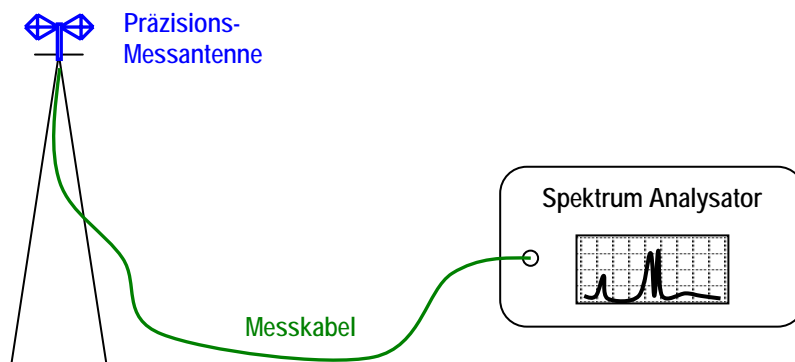 Präzisions-
Messantenne
Spektrum Analysator
Messkabel